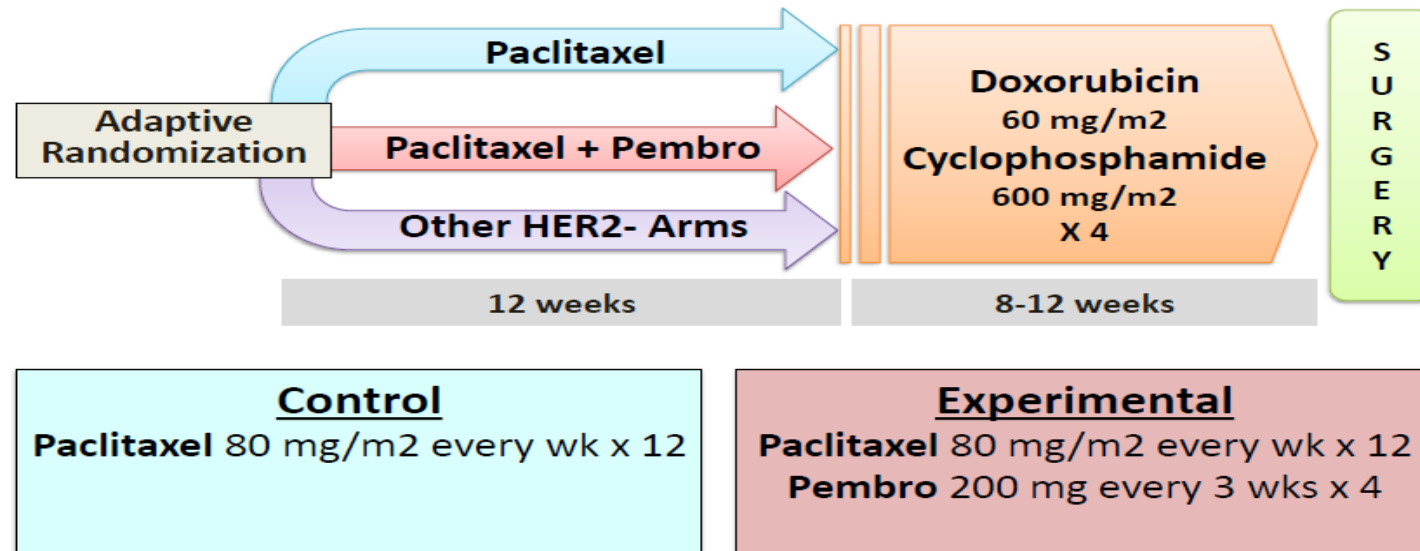 Paclitaxel
Adaptive
Randomization
Paclitaxel + Pembro
Other HER2- Arms
Doxorubicin
60 mg/m2
Cyclophosphamide
600 mg/m2
X 4
S
U
R
G
E
R
Y
12 weeks
8-12 weeks
Control
Paclitaxel 80 mg/m2 every wk x 12
Experimental
Paclitaxel 80 mg/m2 every wk x 12
Pembro 200 mg every 3 wks x 4